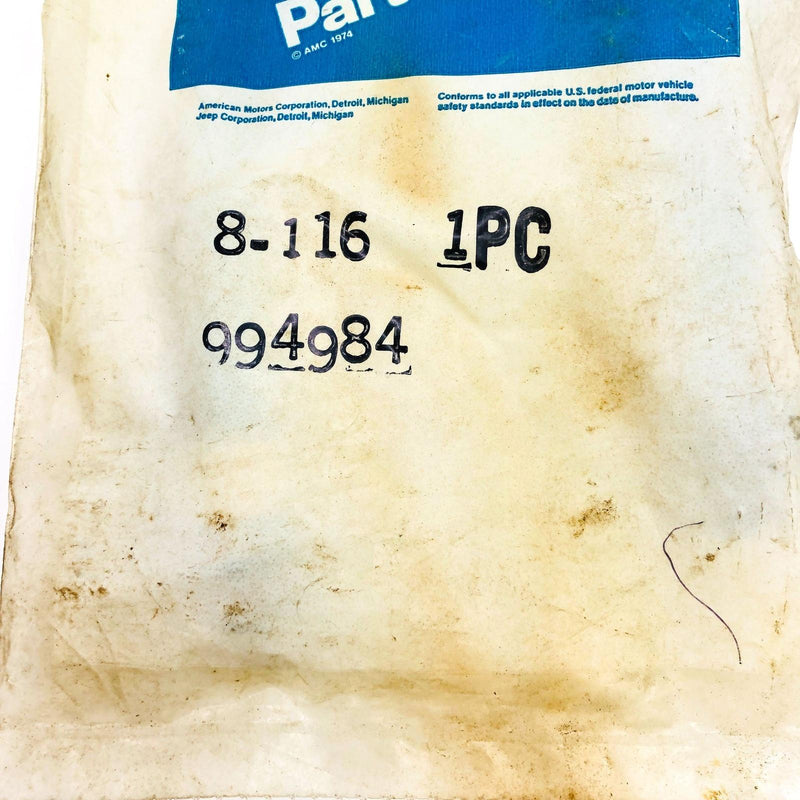 Part
© AMC 1974
American Motors Corporation, Detroit, Michigan
Jeep Corporation, Detroit, Michigan
Conforms to all applicable U.S. federal motor vehicle
safety standards in effect on the date of manufacture.
8-116 1PC
994984